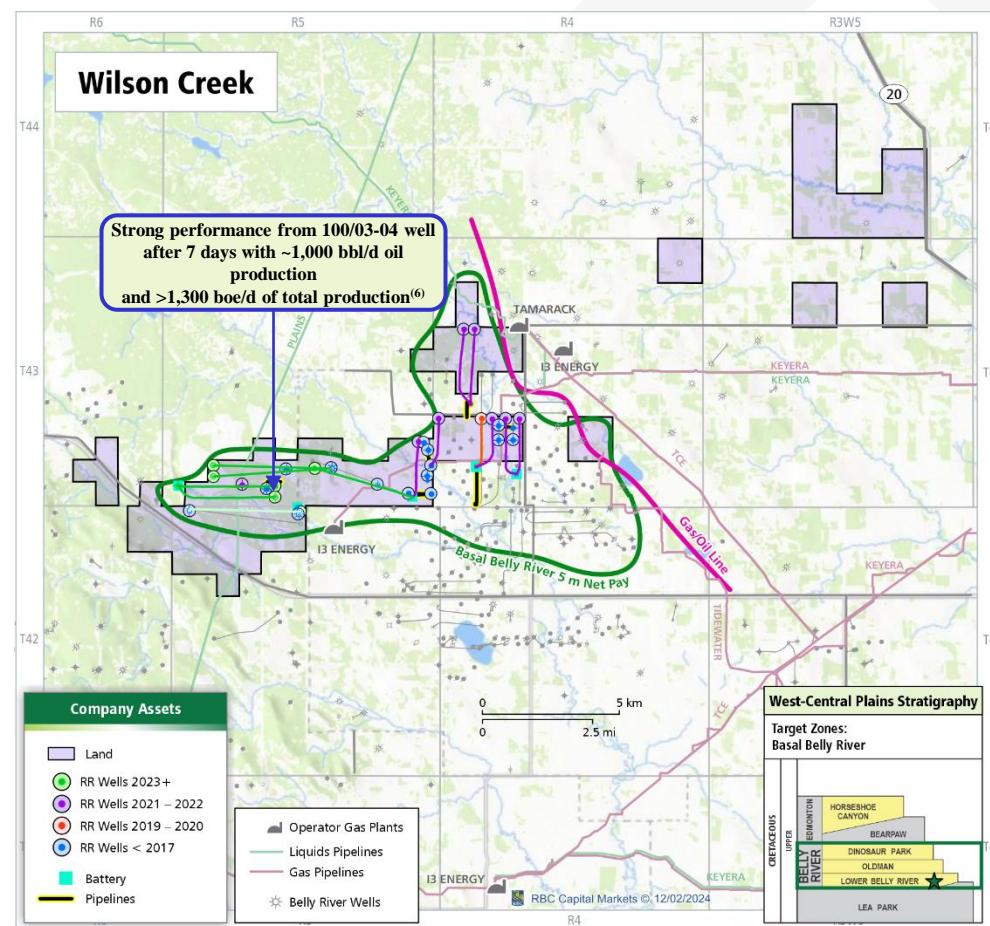 R6
R5
R4
R3W5
Wilson Creek
20
T44
KEYERA
Strong performance from 100/03-04 well
after 7 days with ~1,000 bbl/d oil
production
and >1,300 boe/d of total production(6)
PLAINS
TAMARACK
I3 ENERGY
T43
KEYERA
KEYERA
TCE
I3 ENERGY
Basal Belly River 5 m Net Pay
Gas/Oil Line
KEYERA
TIDEWATER
T42
TCE
0 5 km
0 2.5 mi
Company Assets
Land
RR Wells 2023+
RR Wells 2021 – 2022
RR Wells 2019 – 2020
RR Wells < 2017
Battery
Pipelines
Operator Gas Plants
Liquids Pipelines
Gas Pipelines
Belly River Wells
I3 ENERGY
KEYERA
RBC Capital Markets © 12/02/2024
R4
West-Central Plains Stratigraphy
Target Zones:
Basal Belly River
CRETACEOUS
UPPER
EDMONTON
HORSESHOE
CANYON
BEARPAW
BELLY
RIVER
DINOSAUR PARK
OLDMAN
LOWER BELLY RIVER
LEA PARK